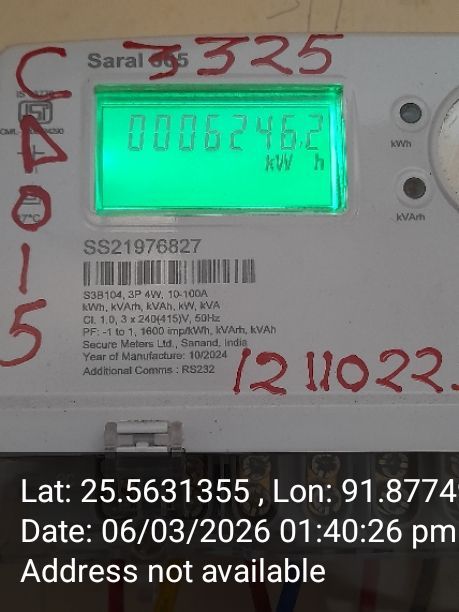 Saral 305
3325
C
D
0
1
5
0006246.2
kW h
kWh
kVArh
SS21976827
S3B104, 3P 4W, 10-100A
kWh, kVArh, kVAh, kW, kVA
Cl. 1.0, 3 x 240(415)V, 50Hz
PF: -1 to 1, 1600 imp/kWh, kVArh, kVAh
Secure Meters Ltd., Sanand, India
Year of Manufacture: 10/2024
Additional Comms : RS232
1211022
Lat: 25.5631355 , Lon: 91.8774
Date: 06/03/2026 01:40:26 pm
Address not available